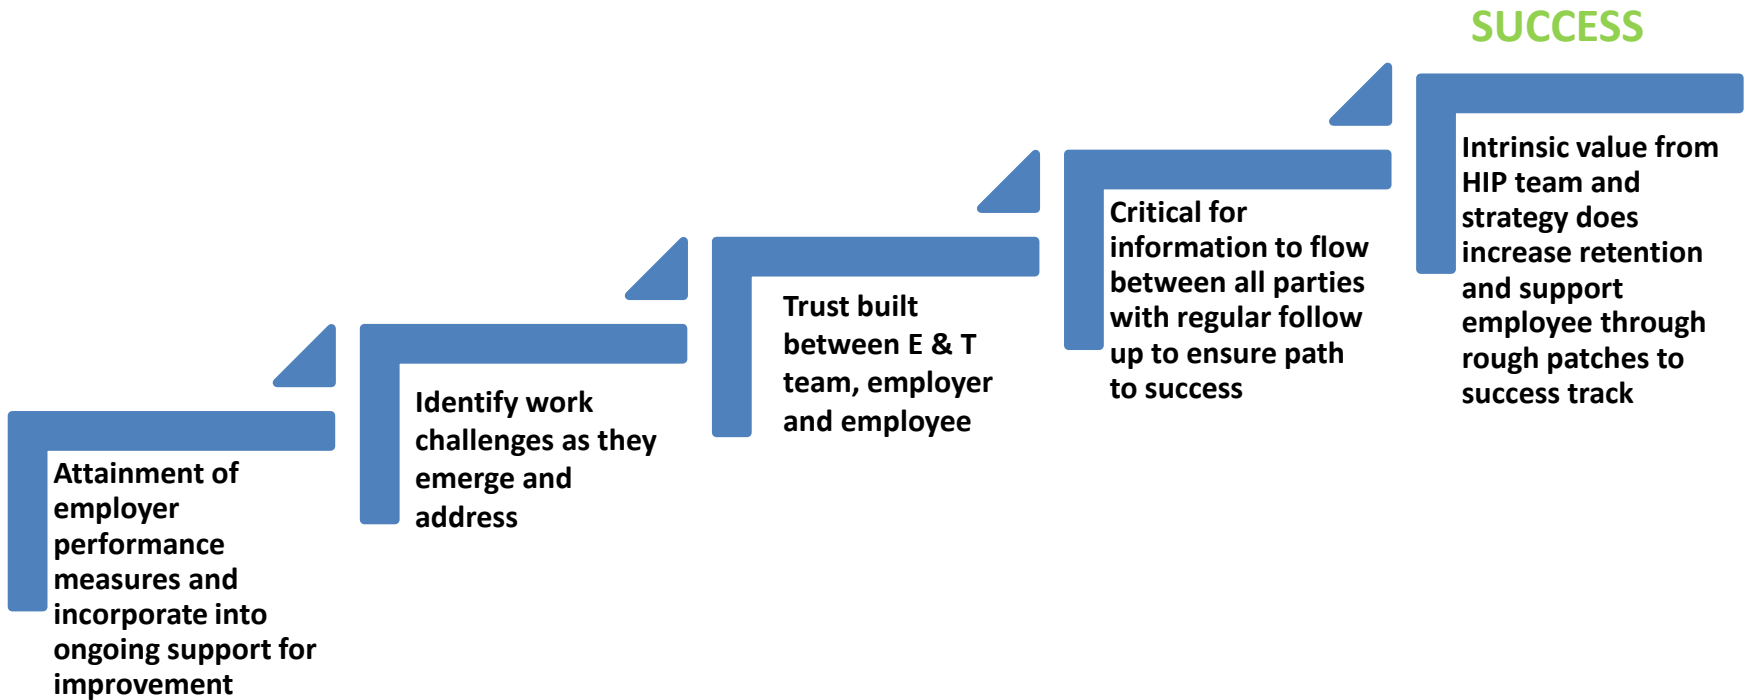 SUCCESS
Attainment of
employer
performance
measures and
incorporate into
ongoing support for
improvement
Identify work
challenges as they
emerge and
address
Trust built
between E & T
team, employer
and employee
Critical for
information to flow
between all parties
with regular follow
up to ensure path
to success
Intrinsic value from
HIP team and
strategy does
increase retention
and support
employee through
rough patches to
success track